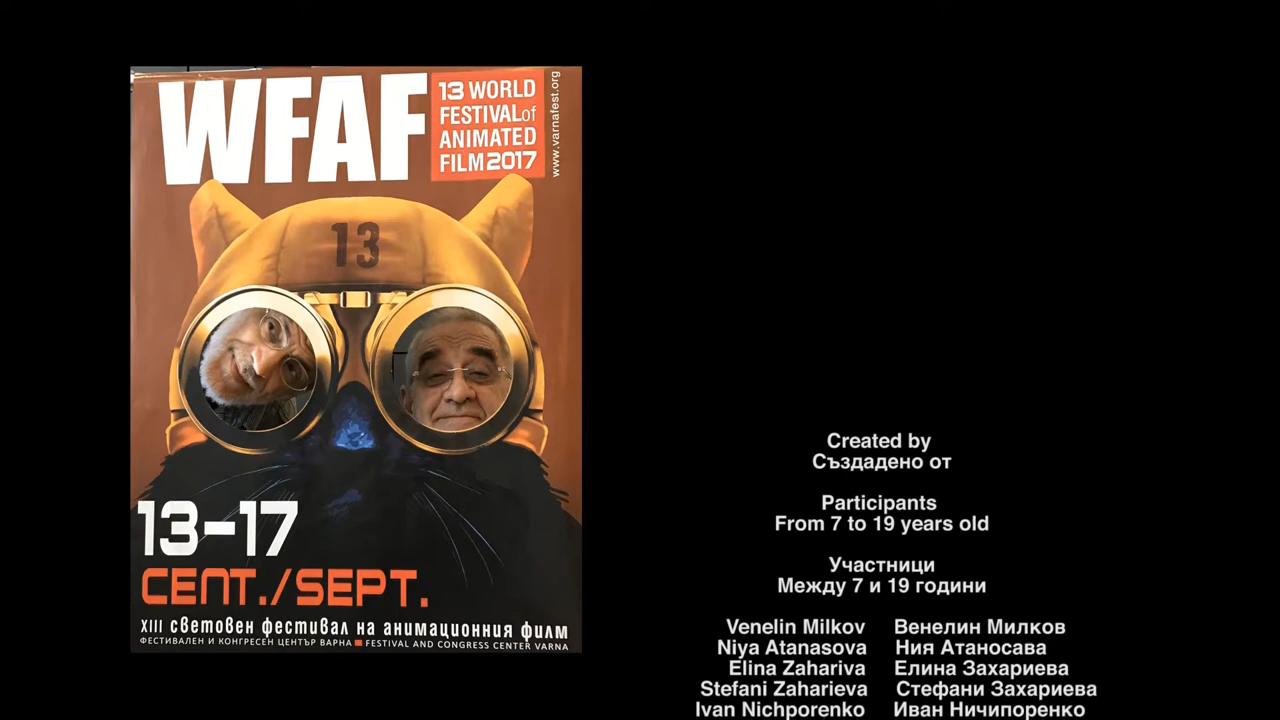 WFAF
13 WORLD
FESTIVAL of
ANIMATED
FILM 2017
www.varnafest.org
13
13-17
СЕПТ./SEPT.
XIII световен фестивал на анимационния филм
ФЕСТИВАЛЕН И КОНГРЕСЕН ЦЕНТЪР ВАРНА ■ FESTIVAL AND CONGRESS CENTER VARNA
Created by
Създадено от
Participants
From 7 to 19 years old
Участници
Между 7 и 19 години
Venelin Milkov Венелин Милков
Niya Atanasova Ния Атаносава
Elina Zahariva Елина Захариева
Stefani Zaharieva Стефани Захариева
Ivan Nichporenko Иван Ничипоренко